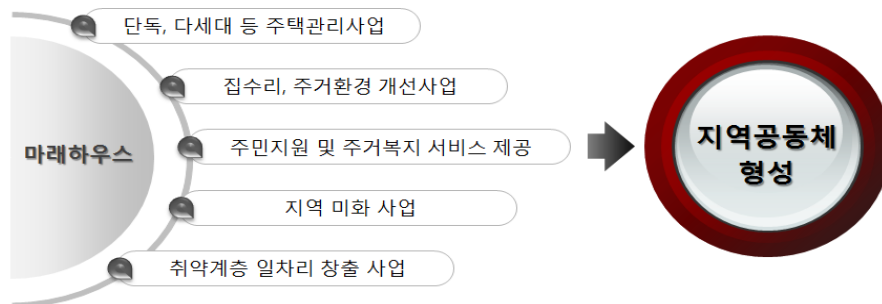 단독, 다세대 등 주택관리사업
집수리, 주거환경 개선사업
마래하우스
주민지원 및 주거복지 서비스 제공
지역 미화 사업
취약계층 일차리 창출 사업
지역공동체
형성